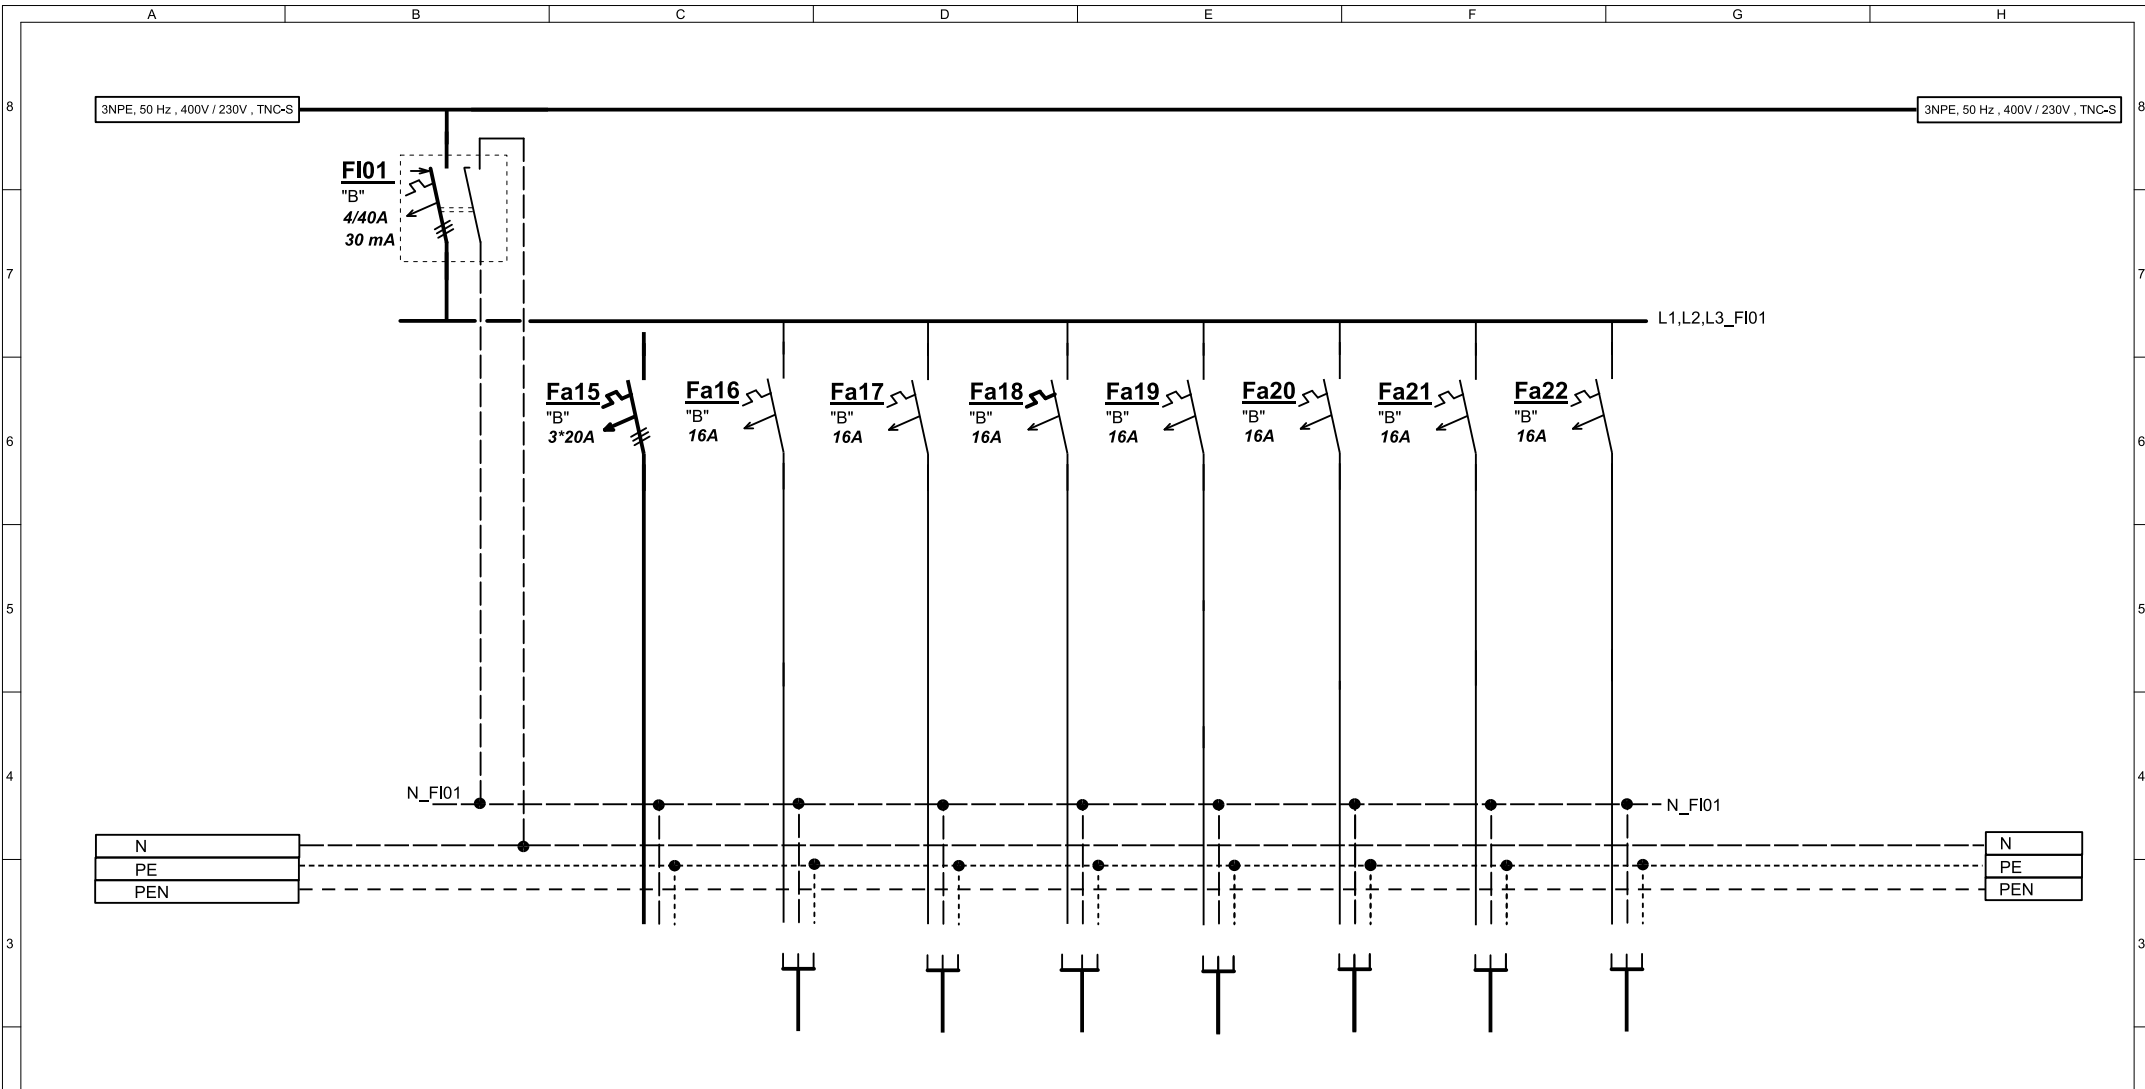 A B C D E F G H
8 8
3NPE, 50 Hz , 400V / 230V , TNC-S 3NPE, 50 Hz , 400V / 230V , TNC-S
FI01
"B"
4/40A
30 mA
7 7
L1,L2,L3_FI01
Fa15 Fa16 Fa17 Fa18 Fa19 Fa20 Fa21 Fa22
"B" "B" "B" "B" "B" "B" "B" "B"
3*20A 16A 16A 16A 16A 16A 16A 16A
6 6
5 5
4 4
N_FI01 N_FI01
N N
PE PE
PEN PEN
3 3